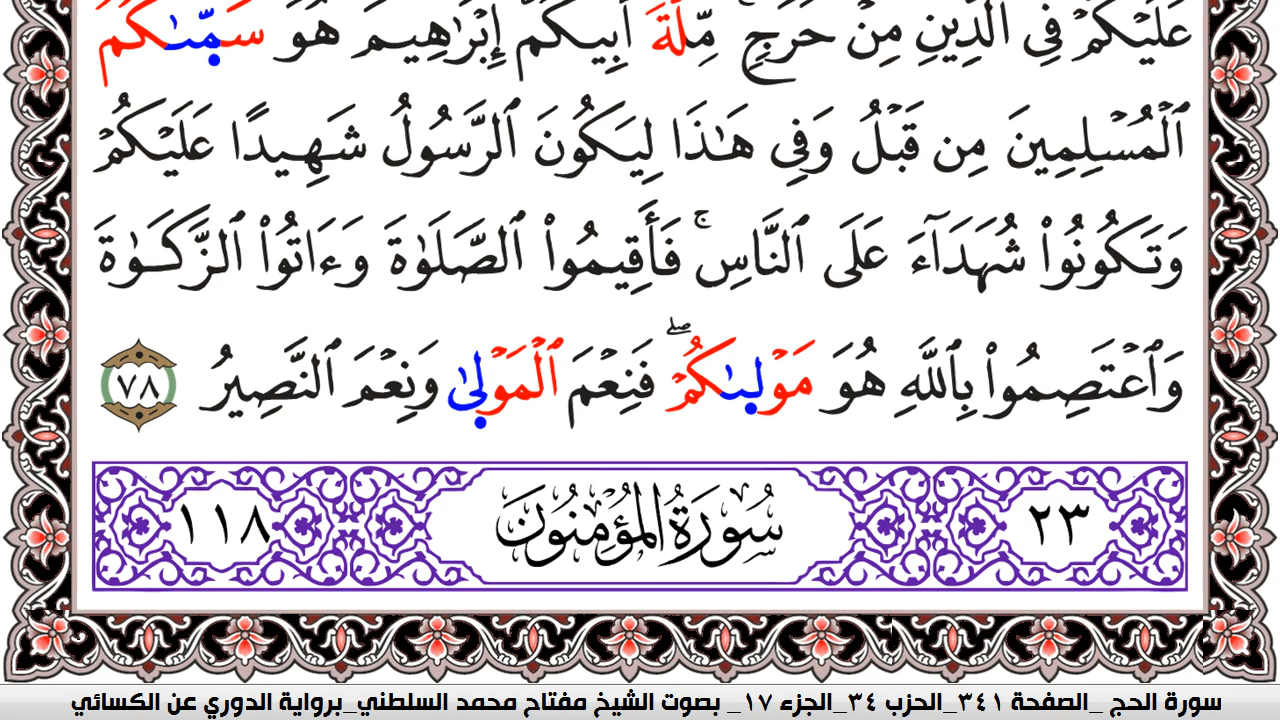 عَلَيْكُمْ فِي الدِّينِ مِنْ حَرَجٍ ۚ مِّلَّةَ أَبِيكُمْ إِبْرَٰهِيمَ هُوَ سَمَّىٰكُمُ
ٱلْمُسْلِمِينَ مِن قَبْلُ وَفِي هَـٰذَا لِيَكُونَ ٱلرَّسُولُ شَهِيدًا عَلَيْكُمْ
وَتَكُونُوا۟ شُهَدَآءَ عَلَى ٱلنَّاسِ ۚ فَأَقِيمُوا۟ ٱلصَّلَوٰةَ وَءَاتُوا۟ ٱلزَّكَوٰةَ
وَٱعْتَصِمُوا۟ بِٱللَّهِ هُوَ مَوْلَىٰكُمْ ۖ فَنِعْمَ ٱلْمَوْلَىٰ وَنِعْمَ ٱلنَّصِيرُ ٧٨
٢٣ سُورَةُ المُؤْمِنُونَ ١١٨
سورة الحج _الصفحة ٣٤١_الحزب ٣٤_الجزء ١٧_ بصوت الشيخ مفتاح محمد السلطني_برواية الدوري عن الكسائي